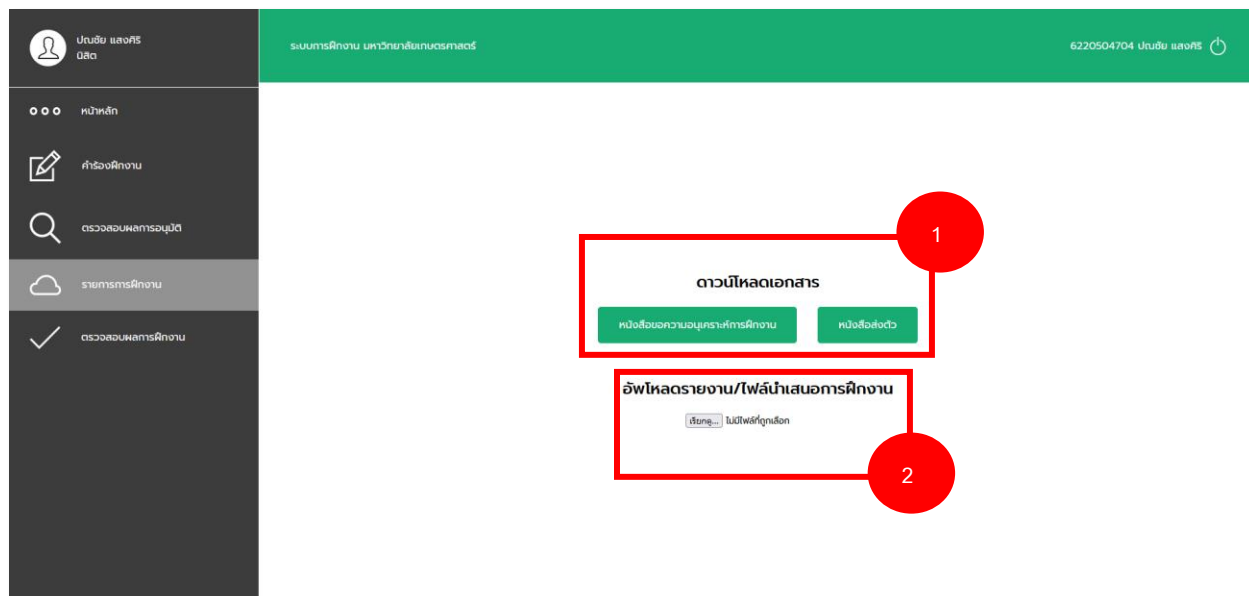 ปณชัย แสงศิริ
นิสิต
ระบบการฝึกงาน มหาวิทยาลัยเกษตรศาสตร์
6220504704 ปณชัย แสงศิริ
หน้าหลัก
คำร้องฝึกงาน
ตรวจสอบผลการอนุมัติ
รายการการฝึกงาน
ตรวจสอบผลการฝึกงาน
1
ดาวน์โหลดเอกสาร
หนังสือขอความอนุเคราะห์การฝึกงาน
หนังสือส่งตัว
อัพโหลดรายงาน/ไฟล์นำเสนอการฝึกงาน
เรียกดู... ไม่มีไฟล์ที่ถูกเลือก
2